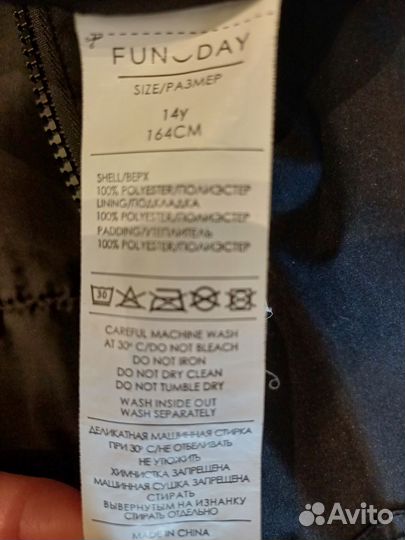 FUN DAY
SIZE/РАЗМЕР
14y
164CM
SHELL/ВЕРХ
100% POLYESTER/ПОЛИЭСТЕР
LINING/ПОДКЛАДКА
100% POLYESTER/ПОЛИЭСТЕР
PADDING/УТЕПЛИТЕЛЬ
100% POLYESTER/ПОЛИЭСТЕР
30
CAREFUL MACHINE WASH
AT 30° C/DO NOT BLEACH
DO NOT IRON
DO NOT DRY CLEAN
DO NOT TUMBLE DRY
WASH INSIDE OUT
WASH SEPARATELY
ДЕЛИКАТНАЯ МАШИННАЯ СТИРКА
ПРИ 30° С/НЕ ОТБЕЛИВАТЬ
НЕ УТЮЖИТЬ
ХИМЧИСТКА ЗАПРЕЩЕНА
МАШИННАЯ СУШКА ЗАПРЕЩЕНА
СТИРАТЬ
ВЫВЕРНУТЫМ НА ИЗНАНКУ
СТИРАТЬ ОТДЕЛЬНО
MADE IN CHINA
Avito